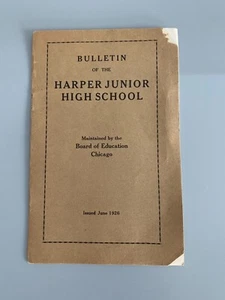 BULLETIN
OF THE
HARPER JUNIOR
HIGH SCHOOL
Maintained by the
Board of Education
Chicago
Issued June 1926